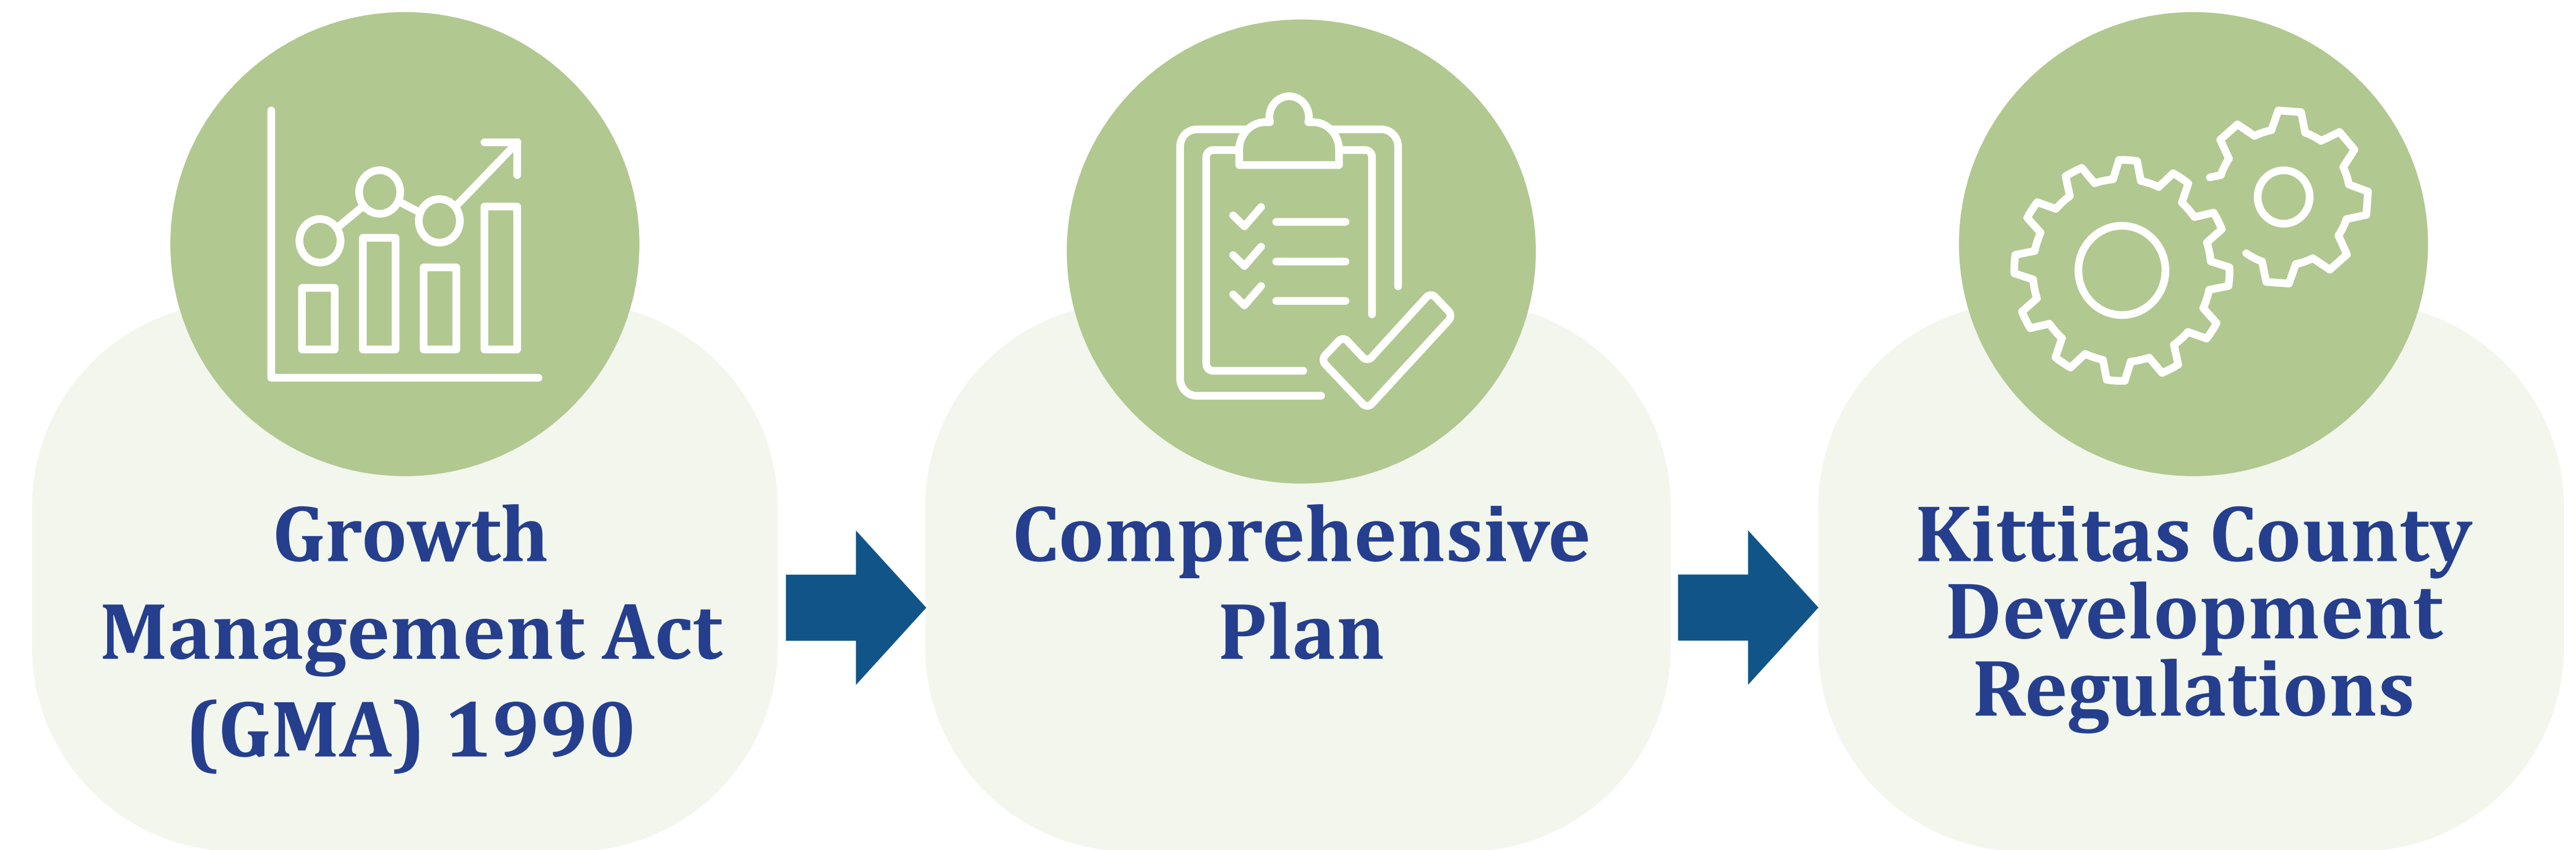 Growth
Management Act
(GMA) 1990
Comprehensive
Plan
Kittitas County
Development
Regulations